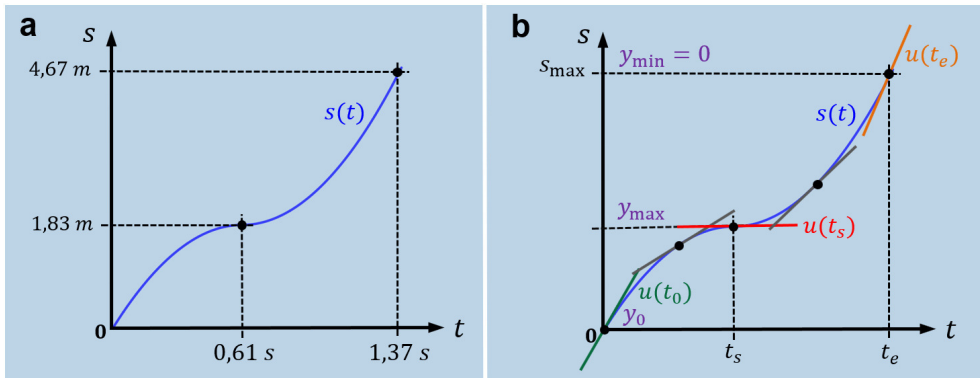 a
s
4,67 m
s(t)
1,83 m
0
0,61 s
1,37 s
t
b
s
s_max
y_min = 0
u(t_e)
s(t)
y_max
u(t_s)
u(t_0)
y_0
0
t_s
t_e
t